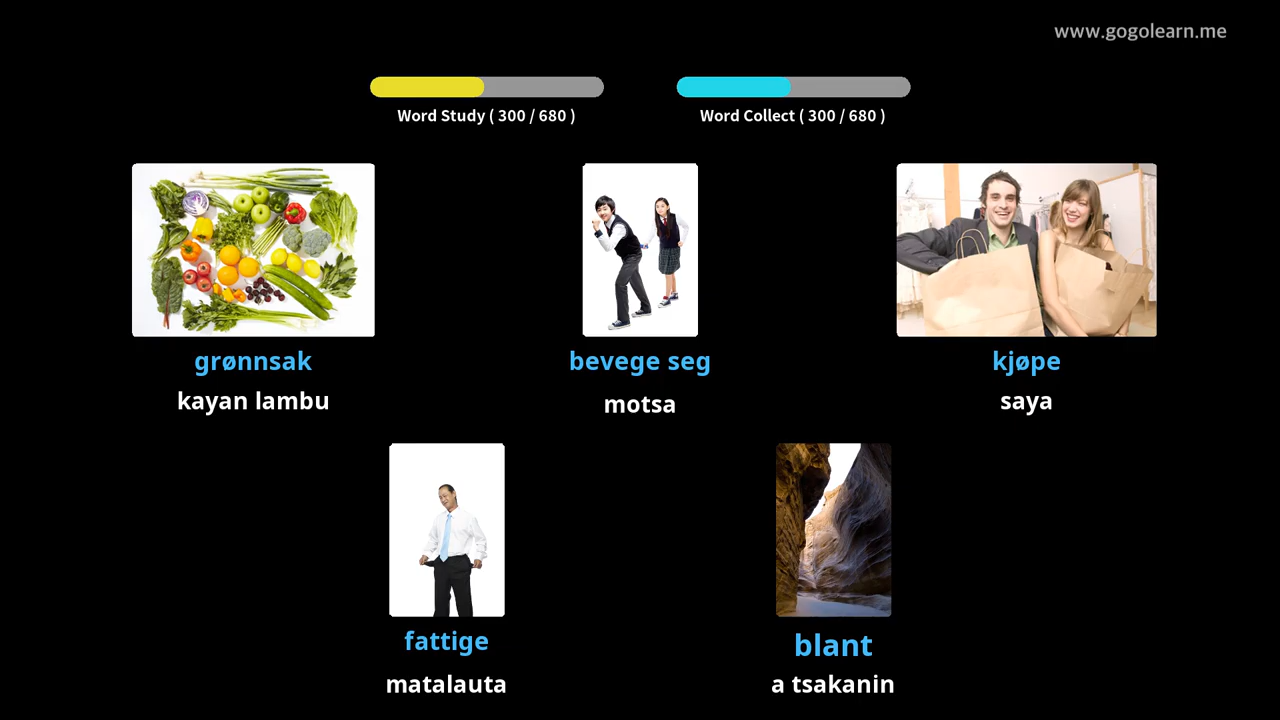 www.gogolearn.me
Word Study ( 300 / 680 )
Word Collect ( 300 / 680 )
grønnsak
kayan lambu
bevege seg
motsa
kjøpe
saya
fattige
matalauta
blant
a tsakanin